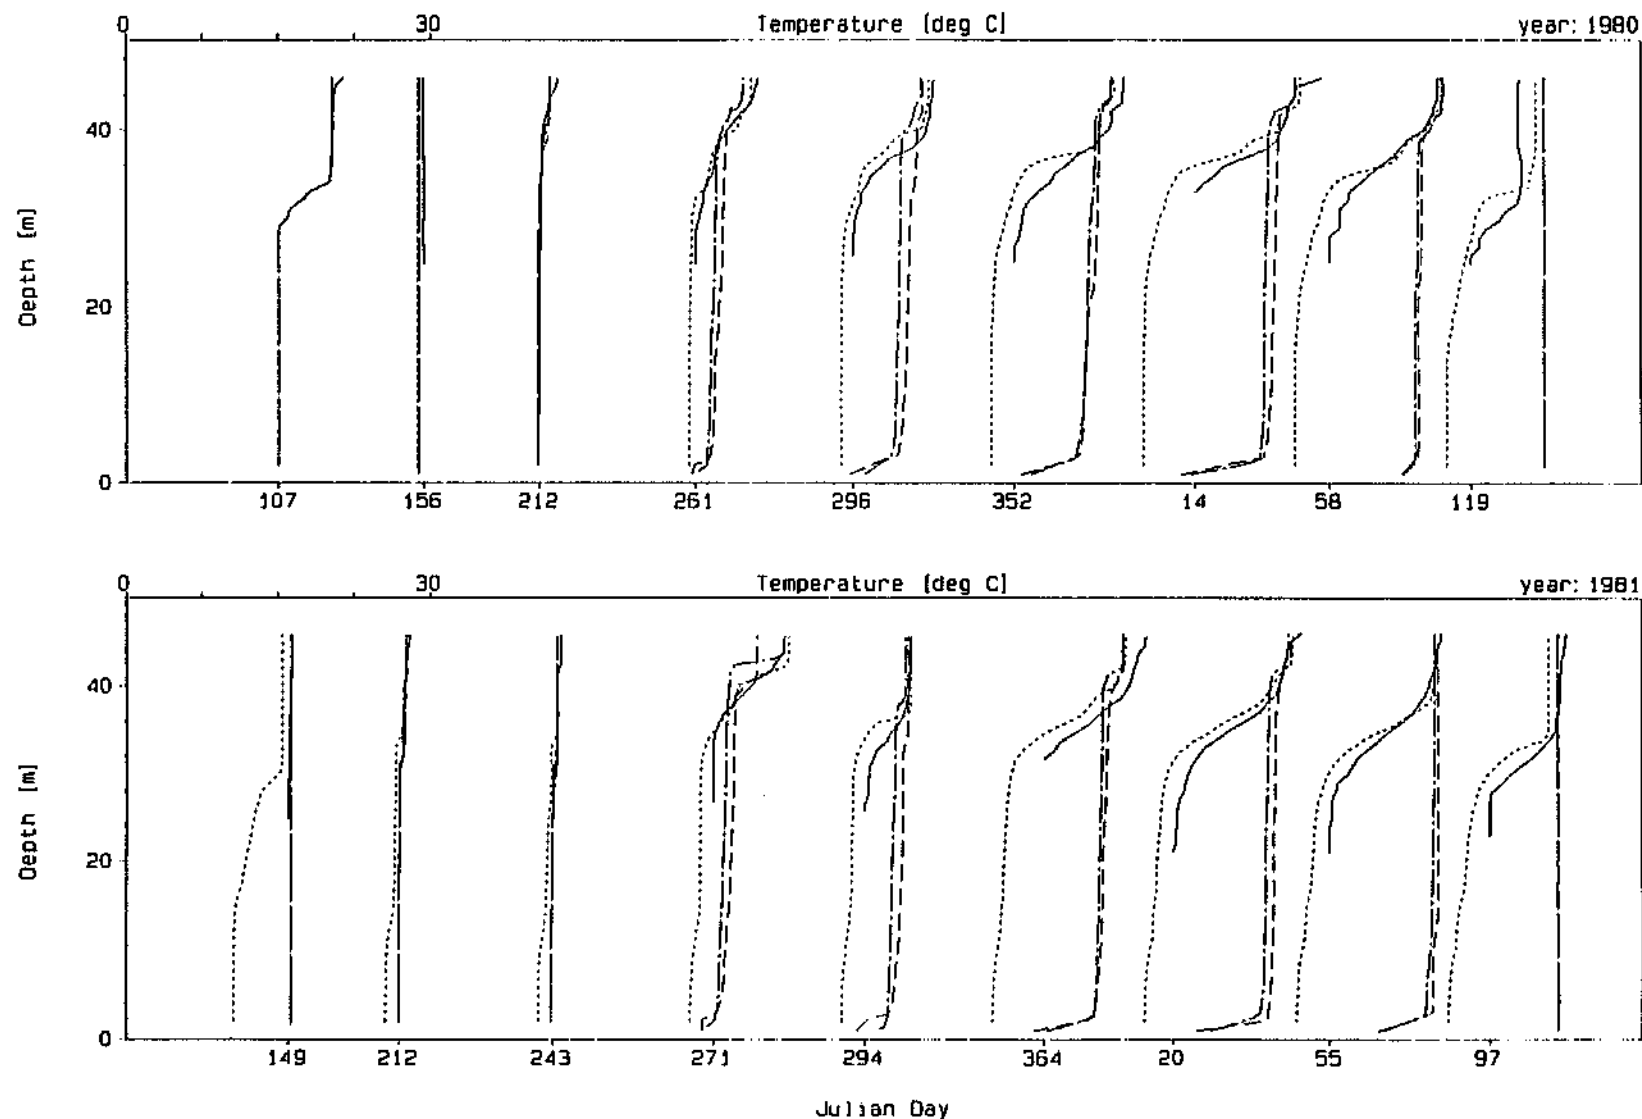 0 30 Temperature [deg C] year: 1980
40
20
0
Depth [m]
107 156 212 261 296 352 14 58 119
0 30 Temperature [deg C] year: 1981
40
20
0
Depth [m]
149 212 243 271 294 364 20 55 97
Julian Day